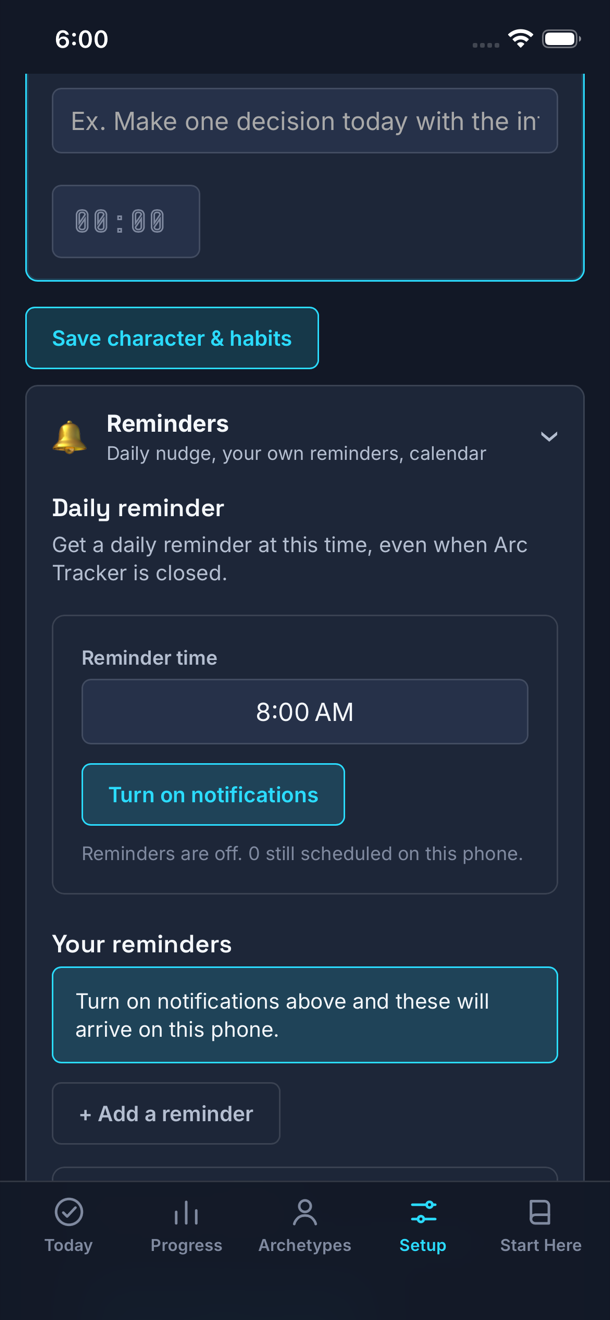 6:00
Ex. Make one decision today with the in
00:00
Save character & habits
Reminders
Daily nudge, your own reminders, calendar
Daily reminder
Get a daily reminder at this time, even when Arc
Tracker is closed.
Reminder time
8:00 AM
Turn on notifications
Reminders are off. 0 still scheduled on this phone.
Your reminders
Turn on notifications above and these will
arrive on this phone.
+ Add a reminder
Today
Progress
Archetypes
Setup
Start Here